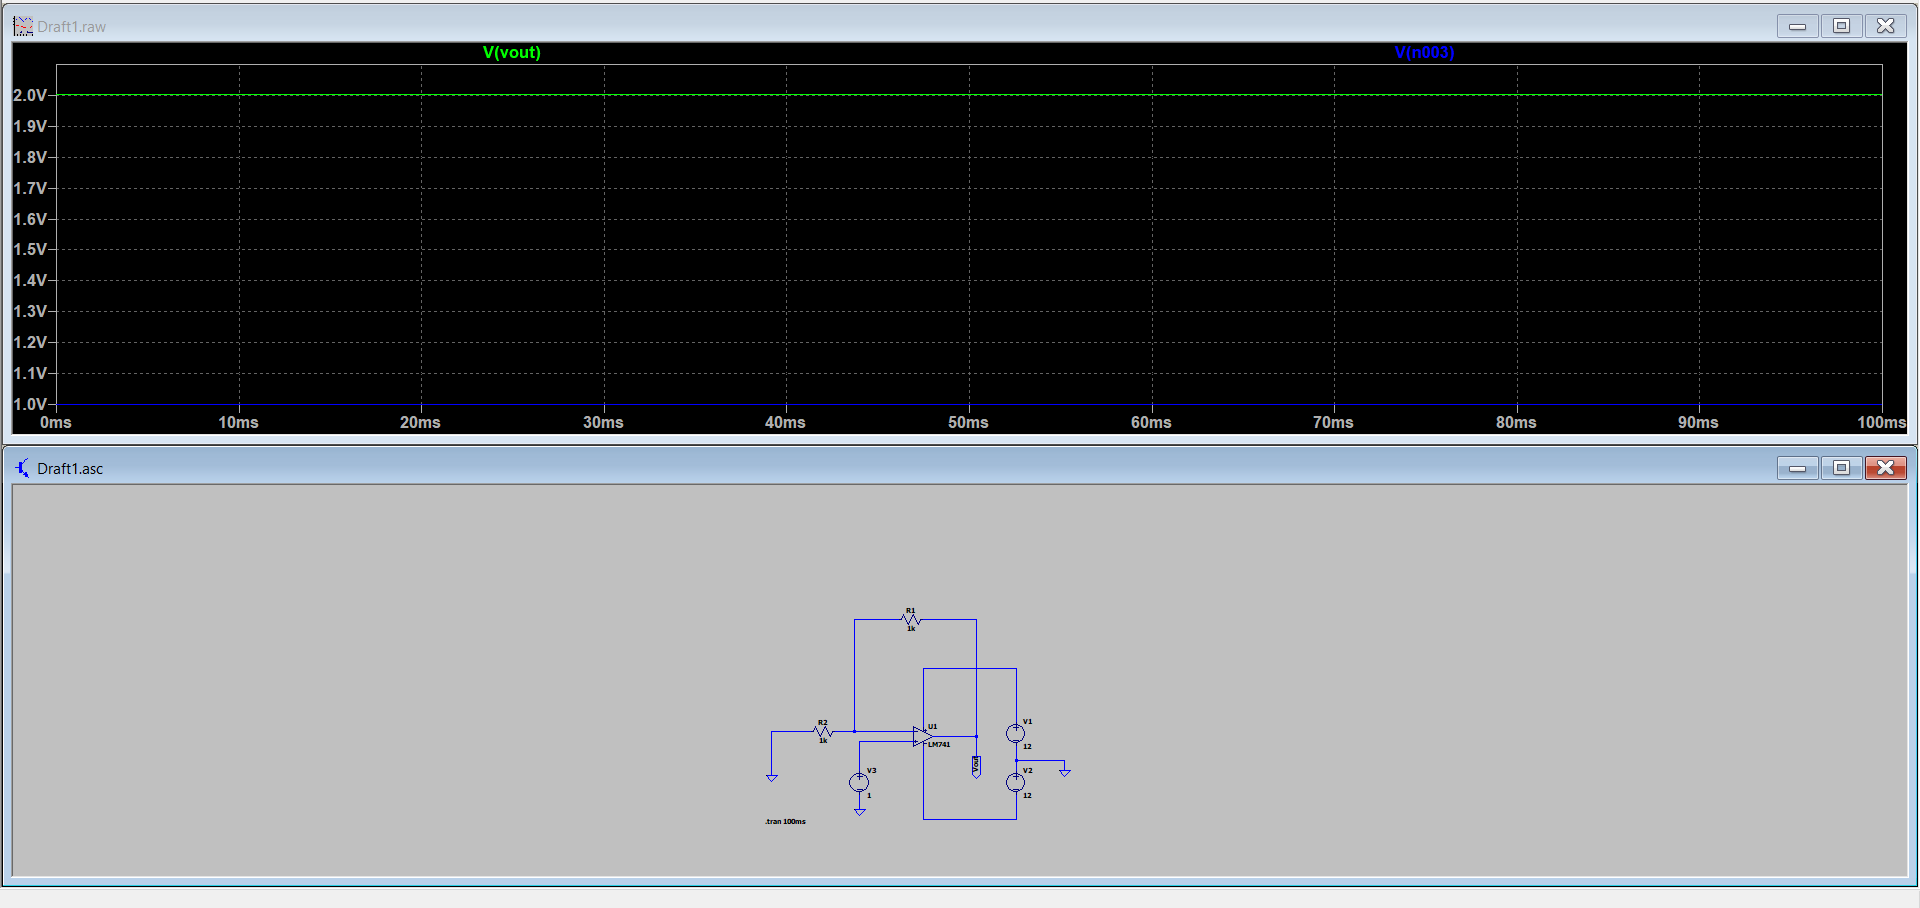 Draft1.raw
V(vout) V(n003)
2.0V
1.9V
1.8V
1.7V
1.6V
1.5V
1.4V
1.3V
1.2V
1.1V
1.0V
0ms 10ms 20ms 30ms 40ms 50ms 60ms 70ms 80ms 90ms 100ms
Draft1.asc
R1
1k
R2
1k
U1
LM741
V1
12
Vout
V3
1
V2
12
.tran 100ms